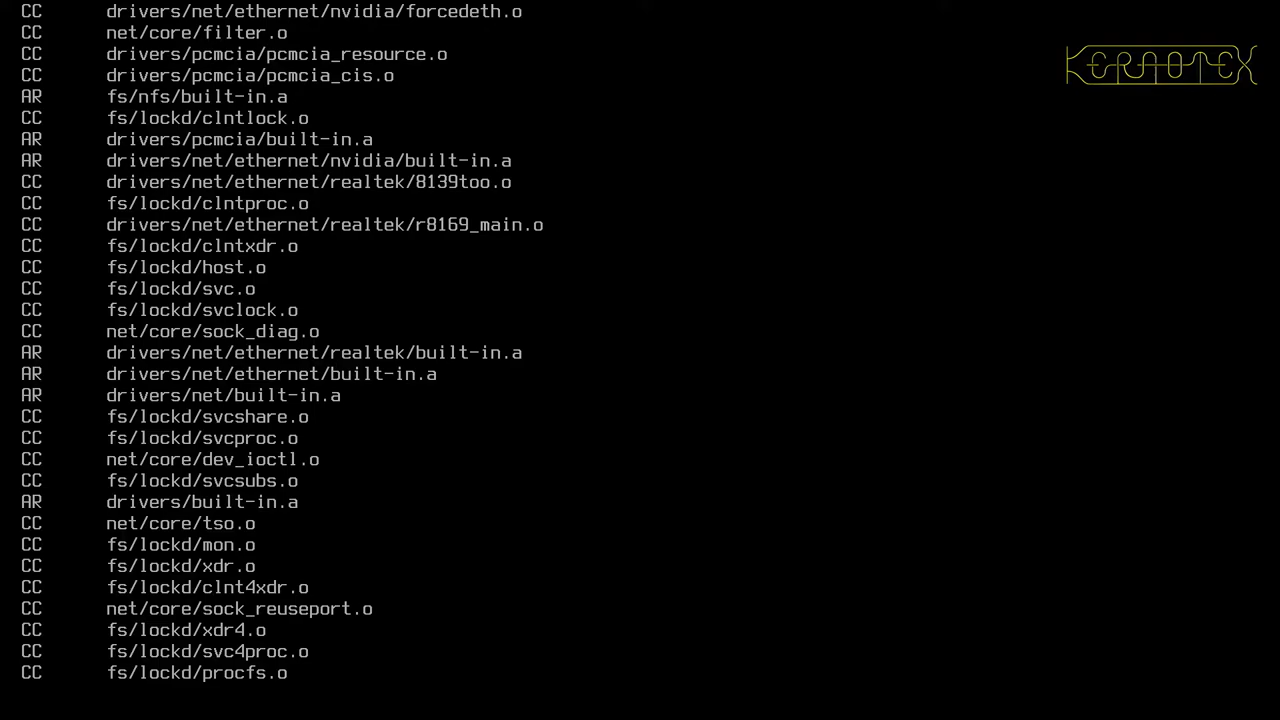 CC drivers/net/ethernet/nvidia/forcedeth.o
CC net/core/filter.o
CC drivers/pcmcia/pcmcia_resource.o
CC drivers/pcmcia/pcmcia_cis.o
AR fs/nfs/built-in.a
CC fs/lockd/clntlock.o
AR drivers/pcmcia/built-in.a
AR drivers/net/ethernet/nvidia/built-in.a
CC drivers/net/ethernet/realtek/8139too.o
CC fs/lockd/clntproc.o
CC drivers/net/ethernet/realtek/r8169_main.o
CC fs/lockd/clntxdr.o
CC fs/lockd/host.o
CC fs/lockd/svc.o
CC fs/lockd/svclock.o
CC net/core/sock_diag.o
AR drivers/net/ethernet/realtek/built-in.a
AR drivers/net/ethernet/built-in.a
AR drivers/net/built-in.a
CC fs/lockd/svcshare.o
CC fs/lockd/svcproc.o
CC net/core/dev_ioctl.o
CC fs/lockd/svcsubs.o
AR drivers/built-in.a
CC net/core/tso.o
CC fs/lockd/mon.o
CC fs/lockd/xdr.o
CC fs/lockd/clnt4xdr.o
CC net/core/sock_reuseport.o
CC fs/lockd/xdr4.o
CC fs/lockd/svc4proc.o
CC fs/lockd/procfs.o